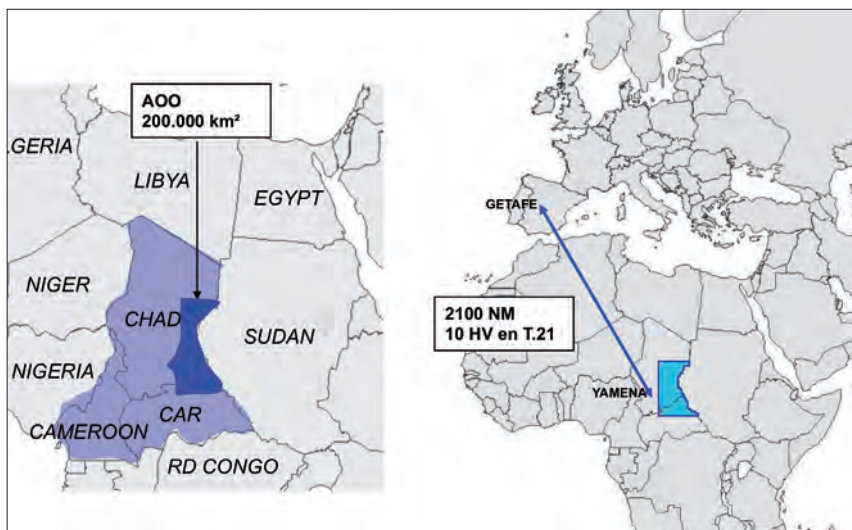 AOO
200.000 km²
LGERIA
LIBYA
EGYPT
NIGER
CHAD
SUDAN
NIGERIA
CAR
CAMEROON
RD CONGO
GETAFE
2100 NM
10 HV en T.21
YAMENA